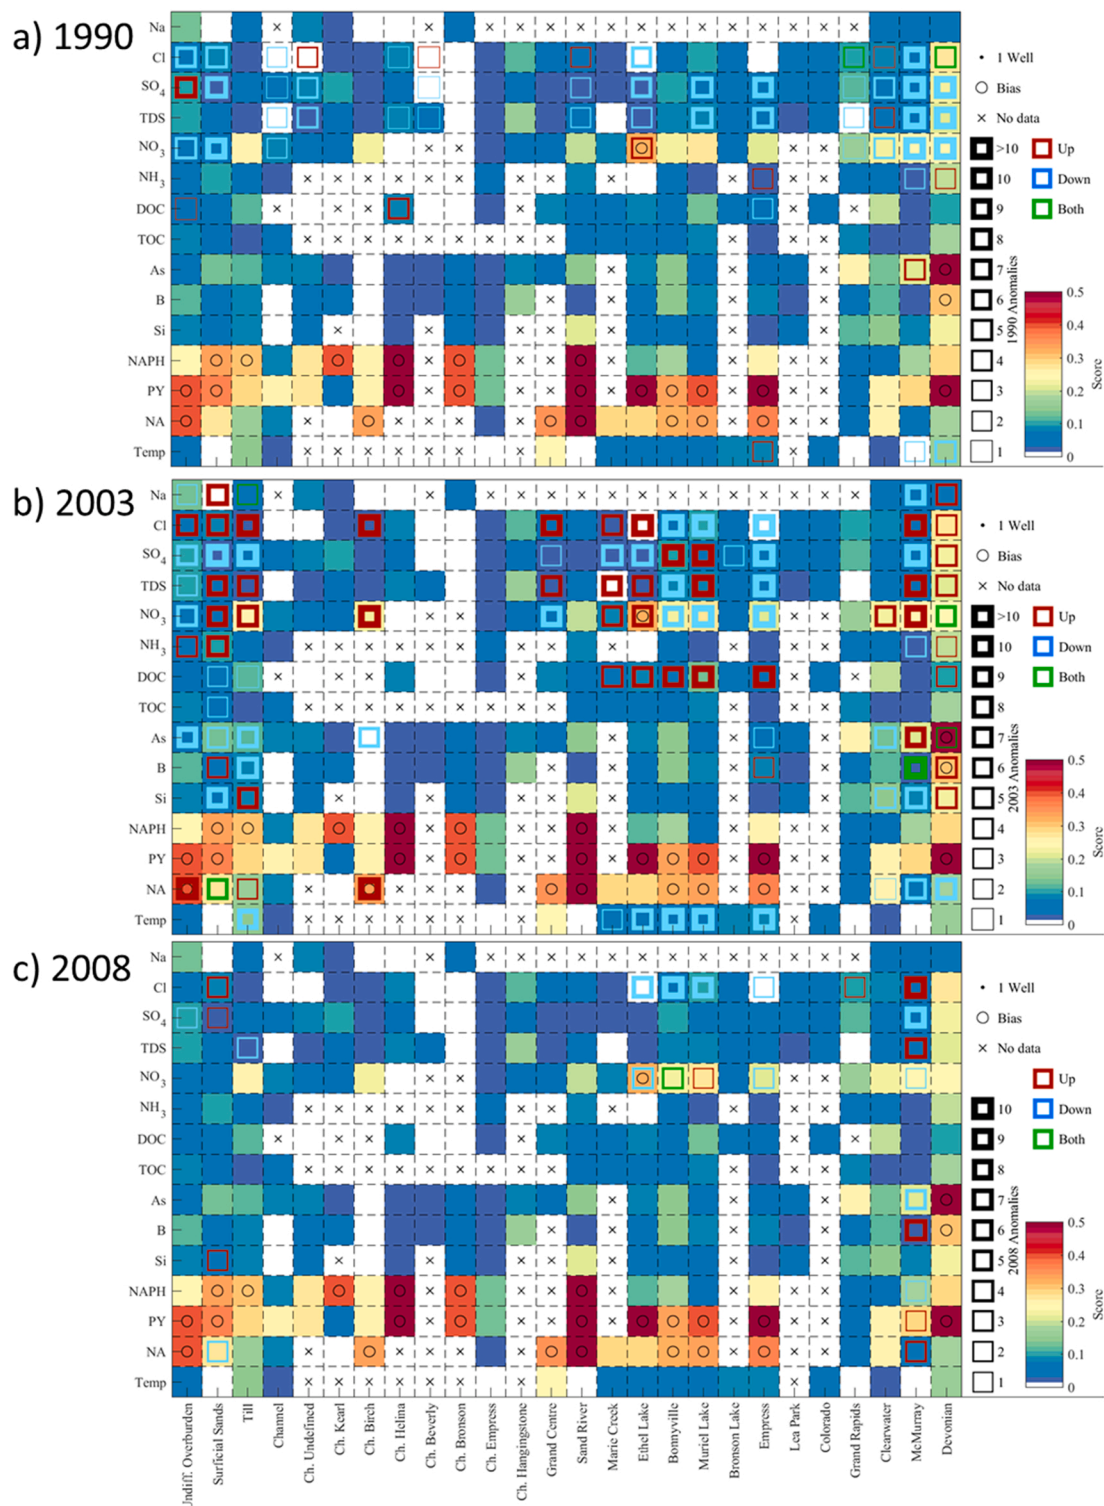 a) 1990
Na
Cl
SO4
TDS
NO3
NH3
DOC
TOC
As
B
Si
NAPH
PY
NA
Temp
1 Well
Bias
No data
>10 Up
10 Down
9 Both
8
7
6
5
4
3
2
1
1990 Anomalies
0.5
0.4
0.3
0.2
0.1
0
Score
b) 2003
Na
Cl
SO4
TDS
NO3
NH3
DOC
TOC
As
B
Si
NAPH
PY
NA
Temp
1 Well
Bias
No data
>10 Up
10 Down
9 Both
8
7
6
5
4
3
2
1
2003 Anomalies
0.5
0.4
0.3
0.2
0.1
0
Score
c) 2008
Na
Cl
SO4
TDS
NO3
NH3
DOC
TOC
As
B
Si
NAPH
PY
NA
Temp
1 Well
Bias
No data
Up
10 Down
9 Both
8
7
6
5
4
3
2
1
2008 Anomalies
0.5
0.4
0.3
0.2
0.1
0
Score
Undiff. Overburden
Surficial Sands
Till
Channel
Ch. Undefined
Ch. Kearl
Ch. Birch
Ch. Helina
Ch. Beverly
Ch. Bronson
Ch. Empress
Ch. Hangingstone
Grand Centre
Sand River
Marie Creek
Ethel Lake
Bonnyville
Muriel Lake
Bronson Lake
Empress
Lea Park
Colorado
Grand Rapids
Clearwater
McMurray
Devonian